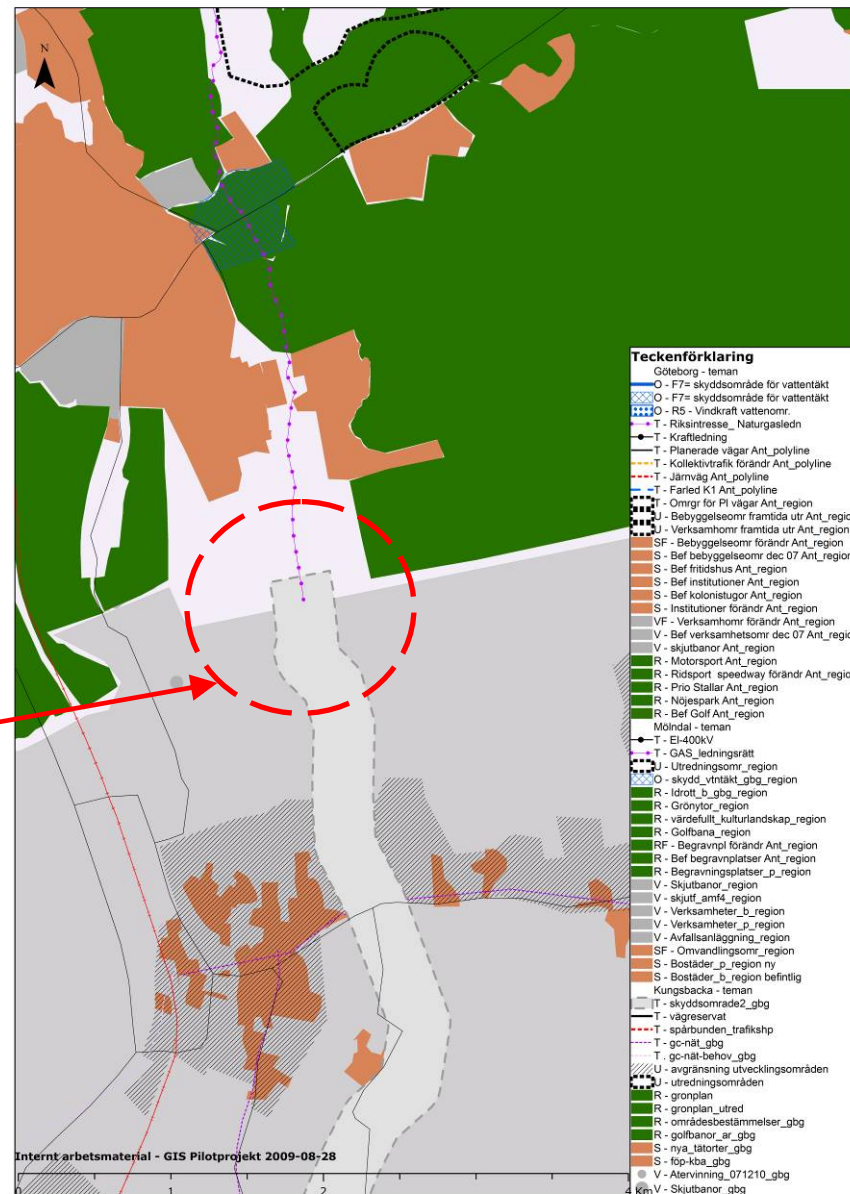 N
Teckenförklaring
Göteborg - teman
O - F7= skyddsområde för vattentäkt
O - F7= skyddsområde för vattentäkt
O - R5 - Vindkraft vattenomr.
T - Riksintresse_ Naturgasledn
T - Kraftledning
T - Planerade vägar Ant_polyline
T - Kollektivtrafik förändr Ant_polyline
T - Järnväg Ant_polyline
T - Farled K1 Ant_polyline
T - Omrgr för Pl vägar Ant_region
U - Bebyggelseomr framtida utr Ant_regio
U - Verksamhomr framtida utr Ant_region
SF - Bebyggelseomr förändr Ant_region
S - Bef bebyggelseomr dec 07 Ant_region
S - Bef fritidshus Ant_region
S - Bef institutioner Ant_region
S - Bef kolonistugor Ant_region
S - Institutioner förändr Ant_region
VF - Verksamhomr förändr Ant_region
V - Bef verksamhetsomr dec 07 Ant_regio
V - skjutbanor Ant_region
R - Motorsport Ant_region
R - Ridsport  speedway förändr Ant_regio
R - Prio Stallar Ant_region
R - Nöjespark Ant_region
R - Bef Golf Ant_region
Mölndal - teman
T - El-400kV
T - GAS_ledningsrätt
U - Utredningsomr_region
O - skydd_vtntäkt_gbg_region
R - Idrott_b_gbg_region
R - Grönytor_region
R - värdefullt_kulturlandskap_region
R - Golfbana_region
RF - Begravnpl förändr Ant_region
R - Bef begravnplatser Ant_region
R - Begravningsplatser_p_region
V - Skjutbanor_region
V - skjutf_amf4_region
V - Verksamheter_b_region
V - Verksamheter_p_region
V - Avfallsanläggning_region
SF - Omvandlingsomr_region
S - Bostäder_p_region ny
S - Bostäder_b_region befintlig
Kungsbacka - teman
T - skyddsomrade2_gbg
T - vägreservat
T - spårbunden_trafikshp
T - gc-nät_gbg
T . gc-nät-behov_gbg
U - avgränsning utvecklingsområden
U - utredningsområden
R - gronplan
R - gronplan_utred
R - områdesbestämmelser_gbg
R - golfbanor_ar_gbg
S - nya_tätorter_gbg
S - föp-kba_gbg
V - Atervinning_071210_gbg
V - Skjutbanor_gbg
Internt arbetsmaterial - GIS Pilotprojekt 2009-08-28
0 1 2 4 Km